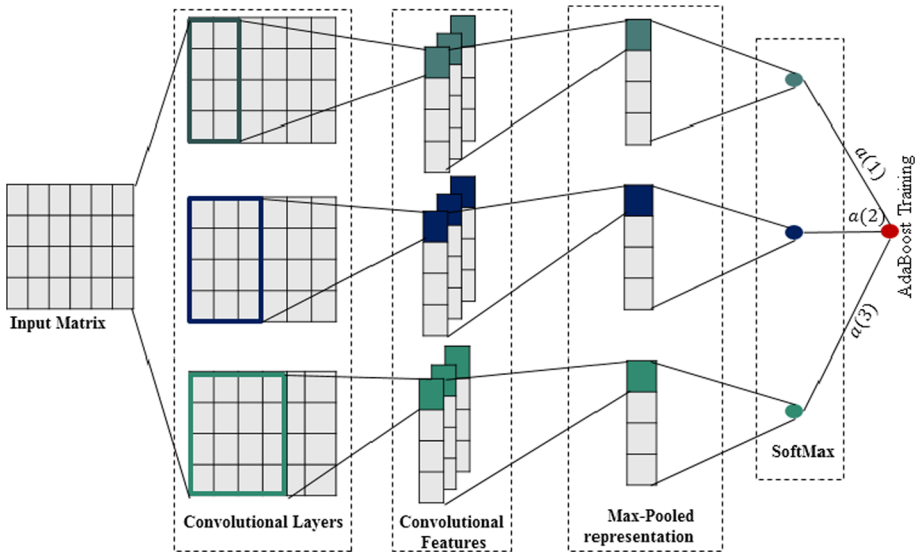 Input Matrix
Convolutional Layers
Convolutional
Features
Max-Pooled
representation
SoftMax
a(1)
a(2)
a(3)
AdaBoost Training